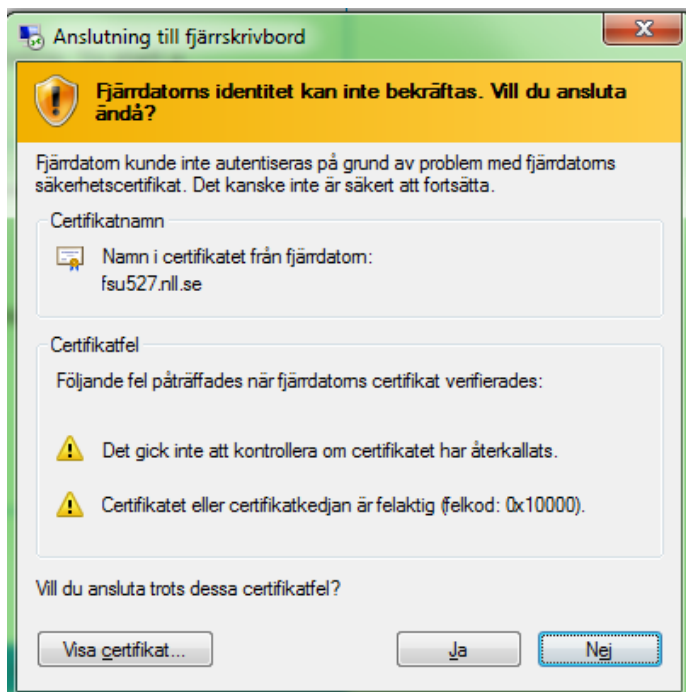 Anslutning till fjärrskrivbord
Fjärrdatorns identitet kan inte bekräftas. Vill du ansluta
ändå?
Fjärrdatorn kunde inte autentiseras på grund av problem med fjärrdatorns
säkerhetscertifikat. Det kanske inte är säkert att fortsätta.
Certifikatnamn
Namn i certifikatet från fjärrdatorn:
fsu527.nll.se
Certifikatfel
Följande fel påträffades när fjärrdatorns certifikat verifierades:
Det gick inte att kontrollera om certifikatet har återkallats.
Certifikatet eller certifikatkedjan är felaktig (felkod: 0x10000).
Vill du ansluta trots dessa certifikatfel?
Visa certifikat... Ja Nej